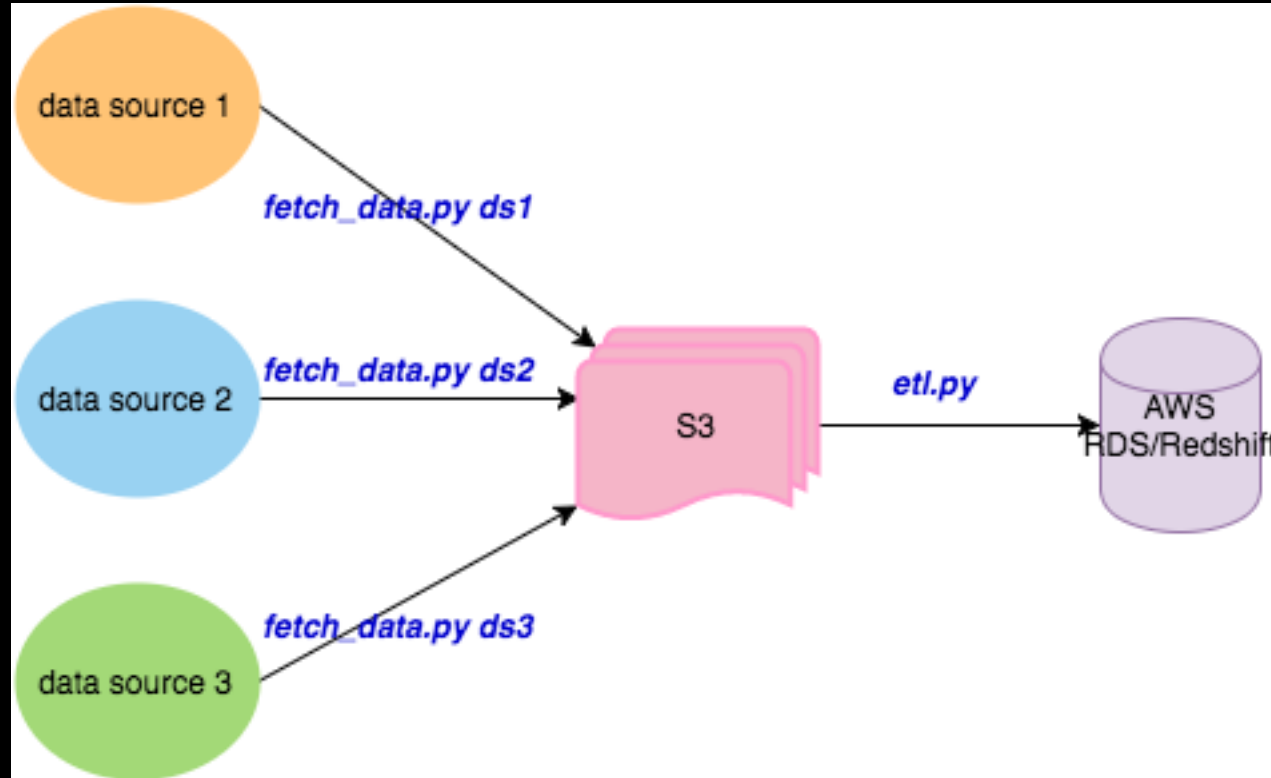 data source 1
fetch_data.py ds1
data source 2
fetch_data.py ds2
S3
etl.py
AWS
RDS/Redshift
data source 3
fetch_data.py ds3